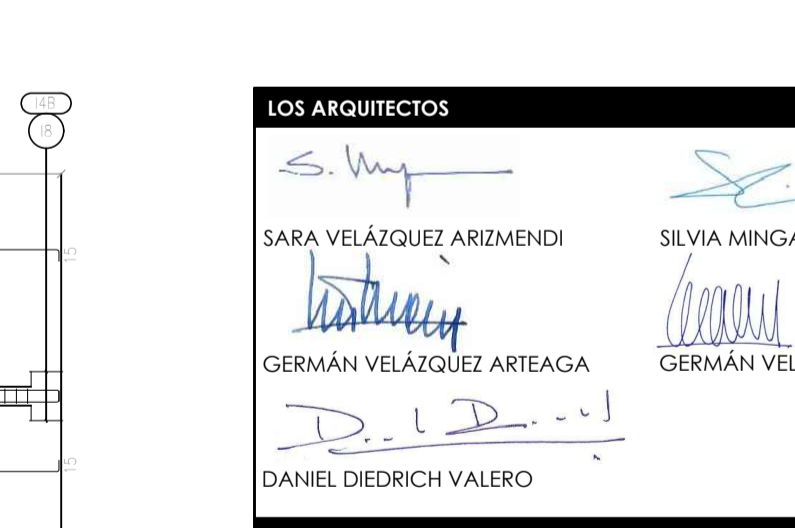 14B
18
LOS ARQUITECTOS
SARA VELÁZQUEZ ARIZMENDI
SILVIA MINGA
15
GERMÁN VELÁZQUEZ ARTEAGA
GERMÁN VEL
15
DANIEL DIEDRICH VALERO